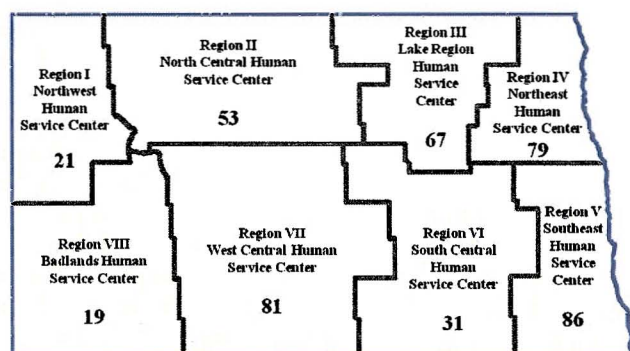 Region I
Northwest
Human
Service Center
21
Region II
North Central Human
Service Center
53
Region III
Lake Region
Human
Service
Center
67
Region IV
Northeast
Human
Service Center
79
Region VIII
Badlands Human
Service Center
19
Region VII
West Central Human
Service Center
81
Region VI
South Central
Human
Service Center
31
Region V
Southeast
Human
Service
Center
86